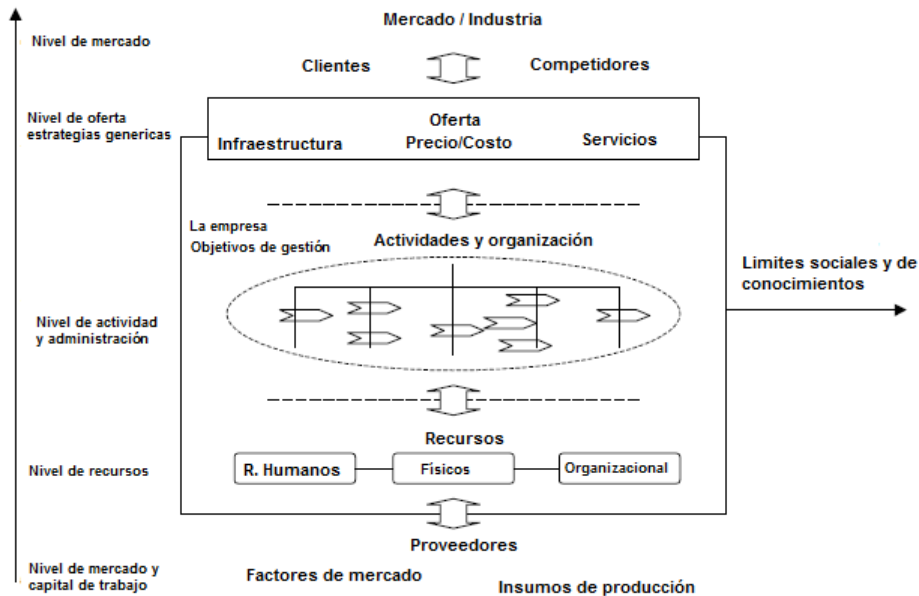 Mercado / Industria
Nivel de mercado
Clientes
Competidores
Nivel de oferta
estrategias genericas
Oferta
Infraestructura
Precio/Costo
Servicios
La empresa
Objetivos de gestión
Actividades y organización
Limites sociales y de
conocimientos
Nivel de actividad
y administración
Recursos
Nivel de recursos
R. Humanos
Físicos
Organizacional
Proveedores
Nivel de mercado y
capital de trabajo
Factores de mercado
Insumos de producción